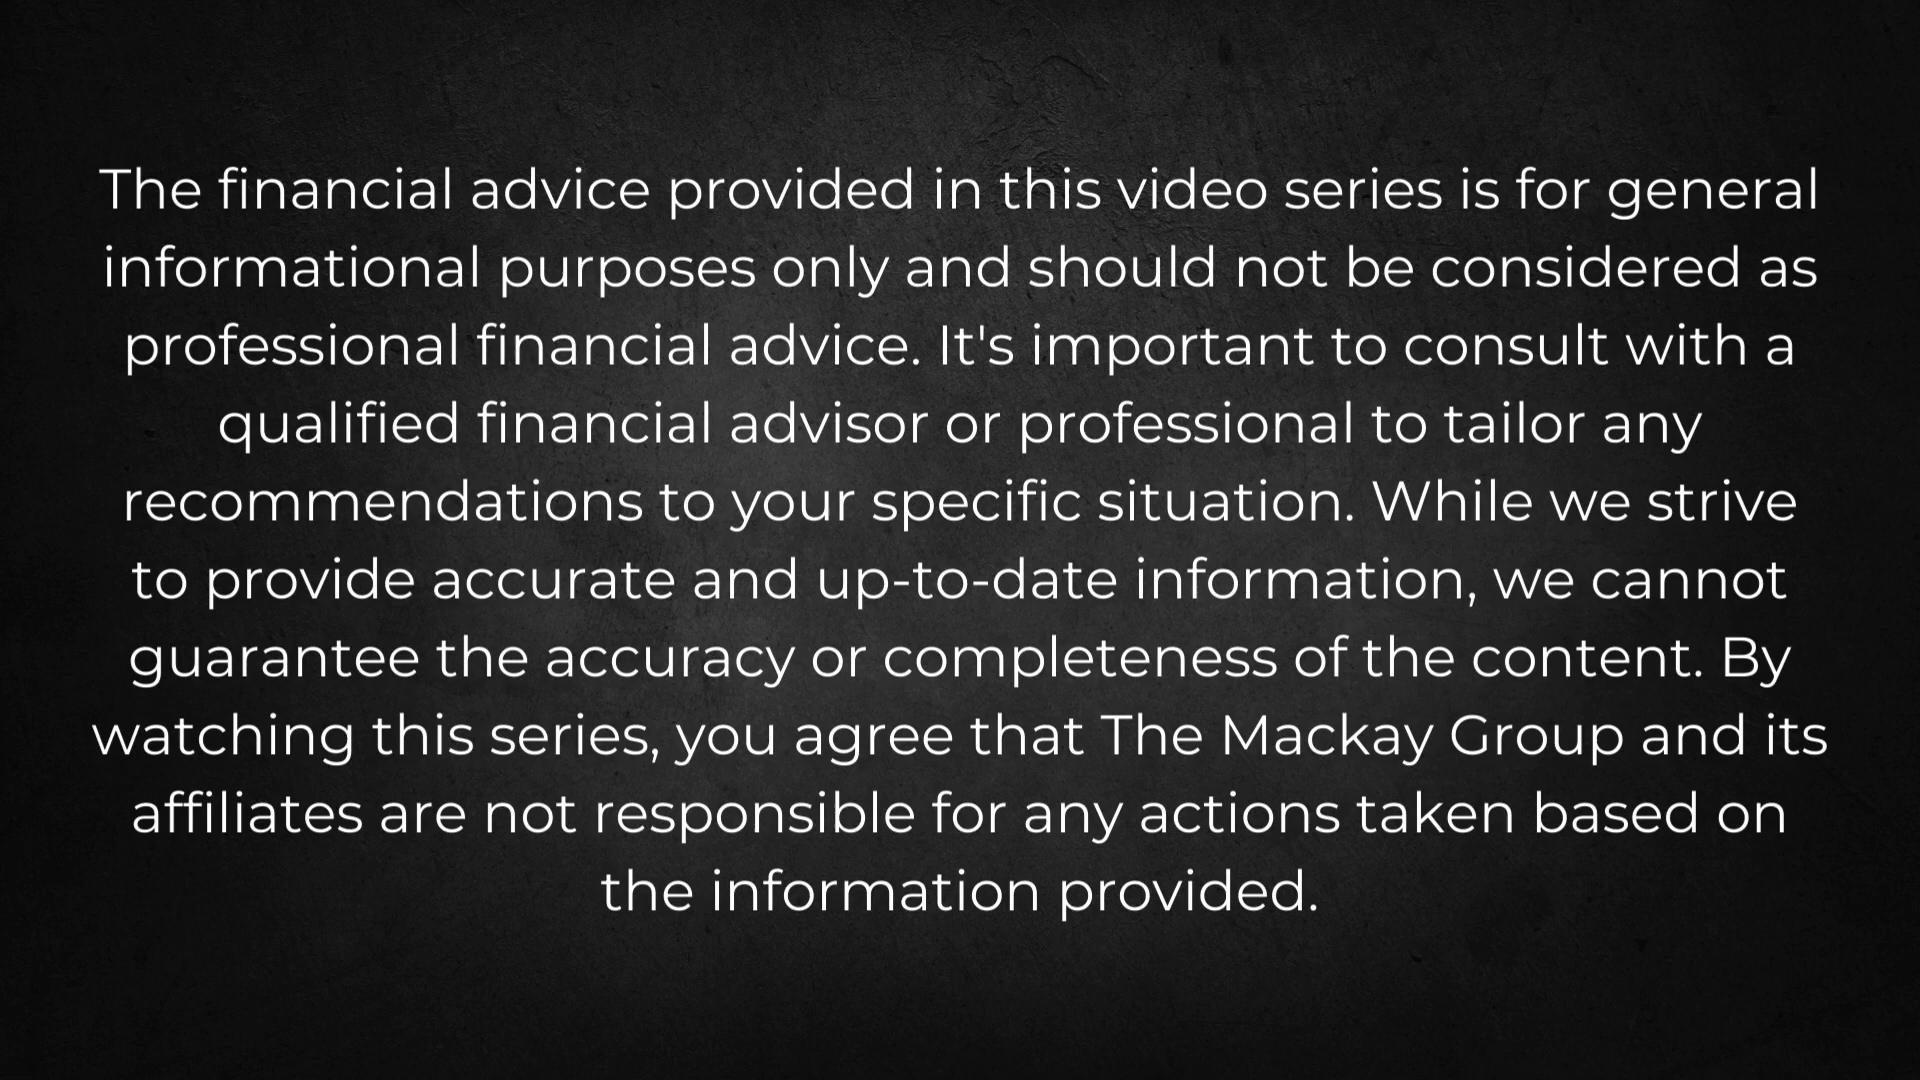 The financial advice provided in this video series is for general
informational purposes only and should not be considered as
professional financial advice. It's important to consult with a
qualified financial advisor or professional to tailor any
recommendations to your specific situation. While we strive
to provide accurate and up-to-date information, we cannot
guarantee the accuracy or completeness of the content. By
watching this series, you agree that The Mackay Group and its
affiliates are not responsible for any actions taken based on
the information provided.